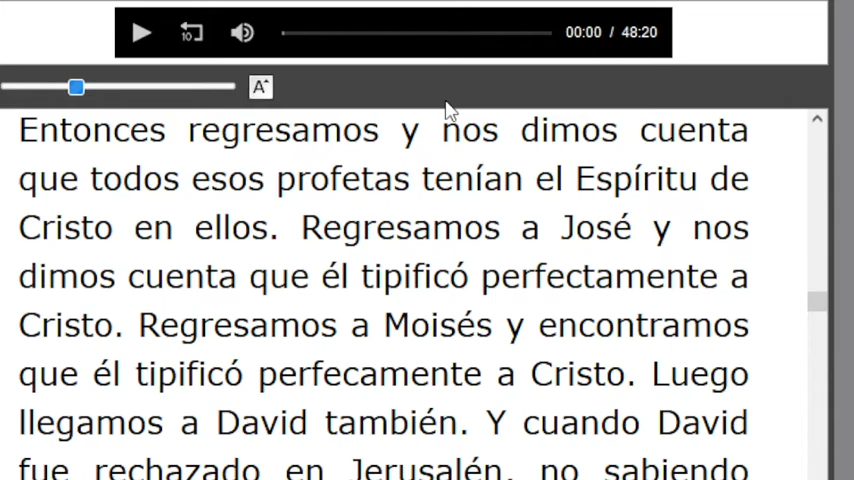 10
00:00 / 48:20
A
Entonces regresamos y nos dimos cuenta
que todos esos profetas tenían el Espíritu de
Cristo en ellos. Regresamos a José y nos
dimos cuenta que él tipificó perfectamente a
Cristo. Regresamos a Moisés y encontramos
que él tipificó perfecamente a Cristo. Luego
llegamos a David también. Y cuando David
fue rechazado en Jerusalén, no sabiendo